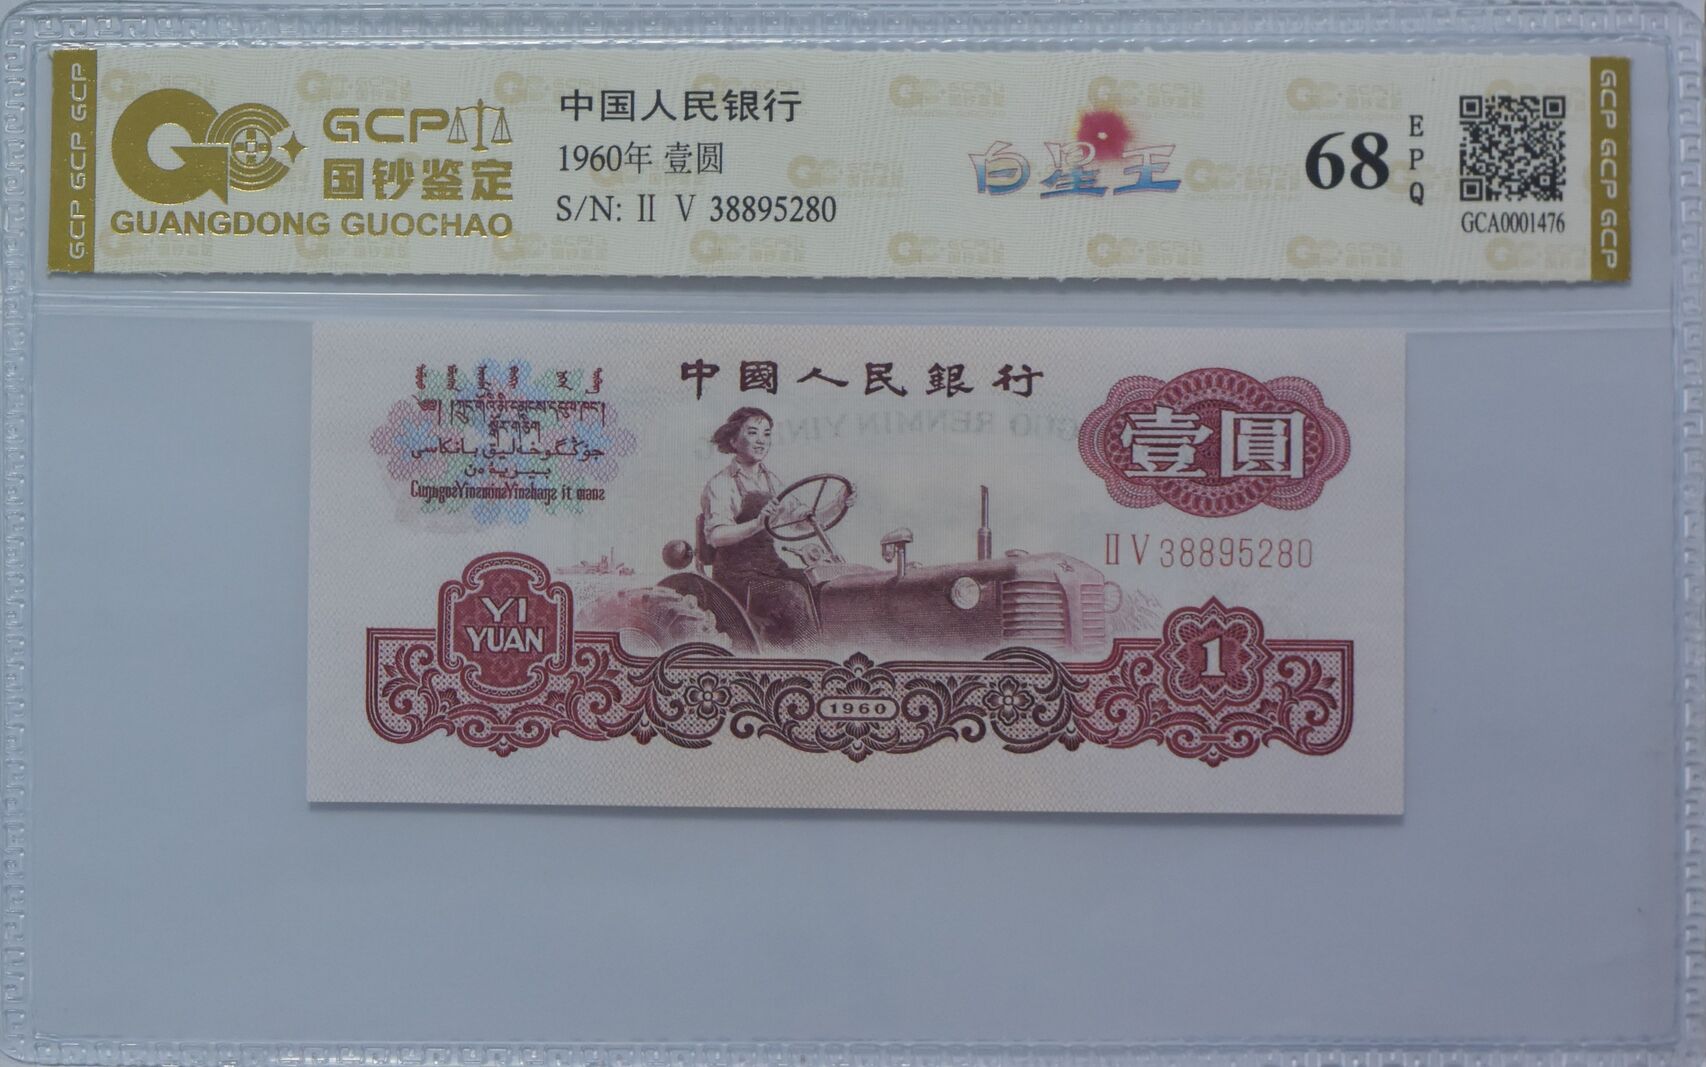 GCP GCP GCP
GCP
国钞鉴定
GUANGDONG GUOCHAO
中国人民银行
1960年 壹圆
S/N: Ⅱ V 38895280
白星王
68
EPQ
GCA0001476
GCP GCP GCP
中國人民銀行
壹圓
Ⅱ V 38895280
YI
YUAN
1
1960